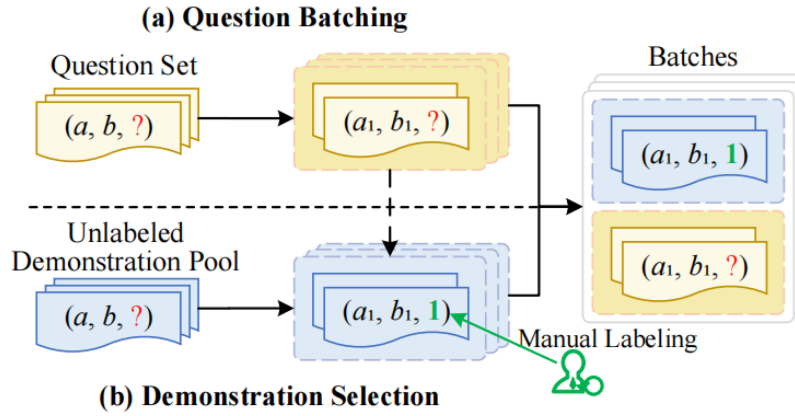 (a) Question Batching
Question Set
(a, b, ?)
(a₁, b₁, ?)
Batches
(a₁, b₁, 1)
(a₁, b₁, ?)
Unlabeled
Demonstration Pool
(a, b, ?)
(a₁, b₁, 1)
Manual Labeling
(b) Demonstration Selection